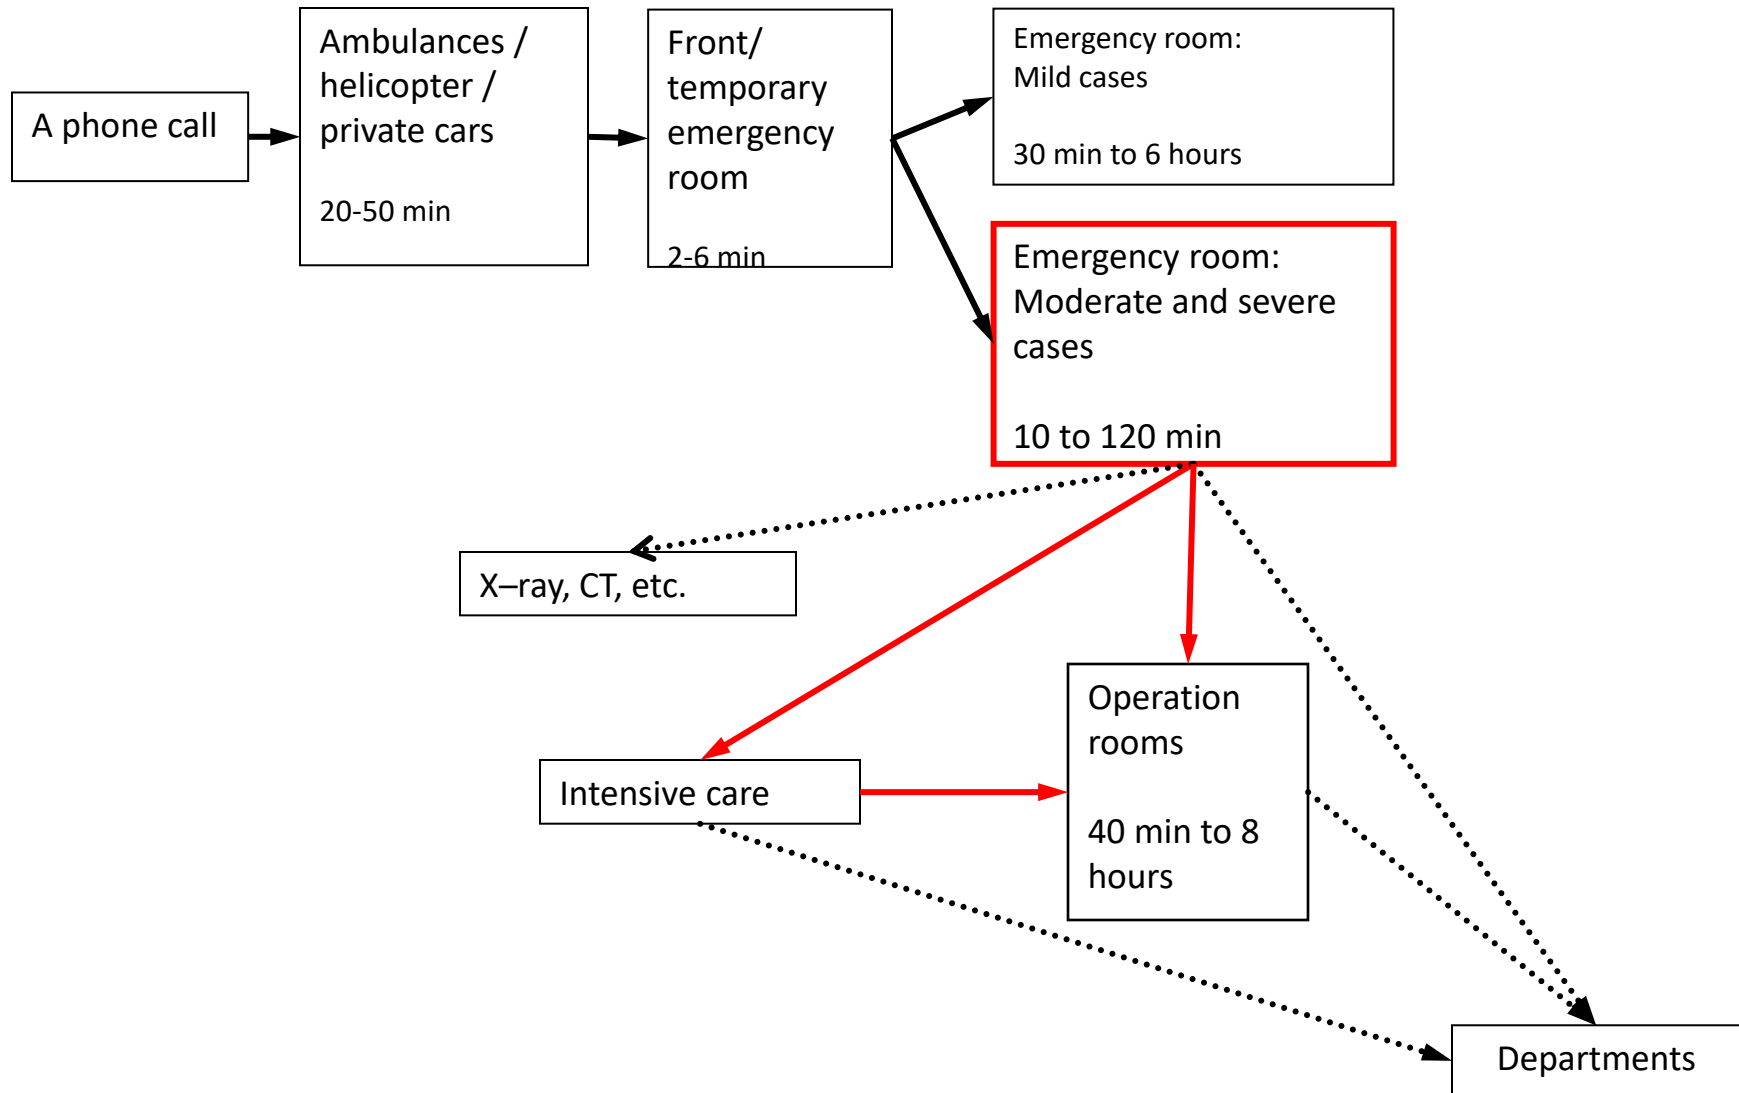 A phone call
Ambulances /
helicopter /
private cars
20-50 min
Front/
temporary
emergency
room
2-6 min
Emergency room:
Mild cases
30 min to 6 hours
Emergency room:
Moderate and severe
cases
10 to 120 min
X–ray, CT, etc.
Operation
rooms
40 min to 8
hours
Intensive care
Departments